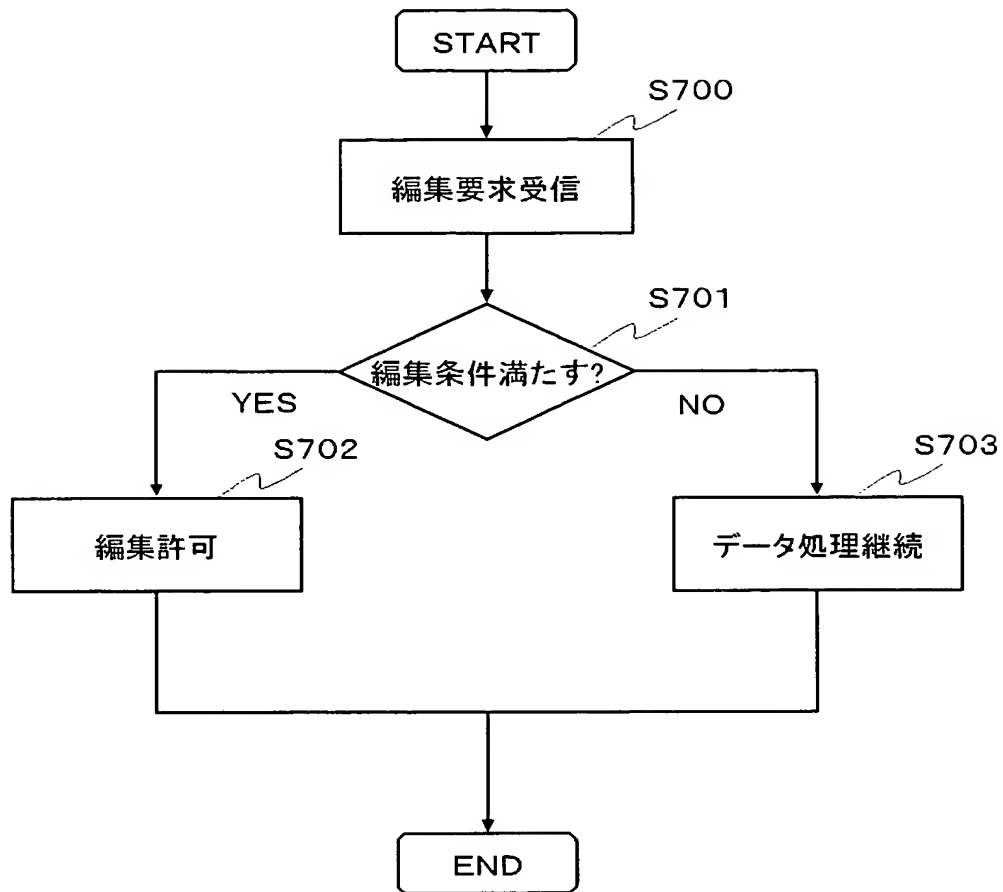 START
S700
編集要求受信
S701
編集条件満たす?
YES
NO
S702
S703
編集許可
データ処理継続
END